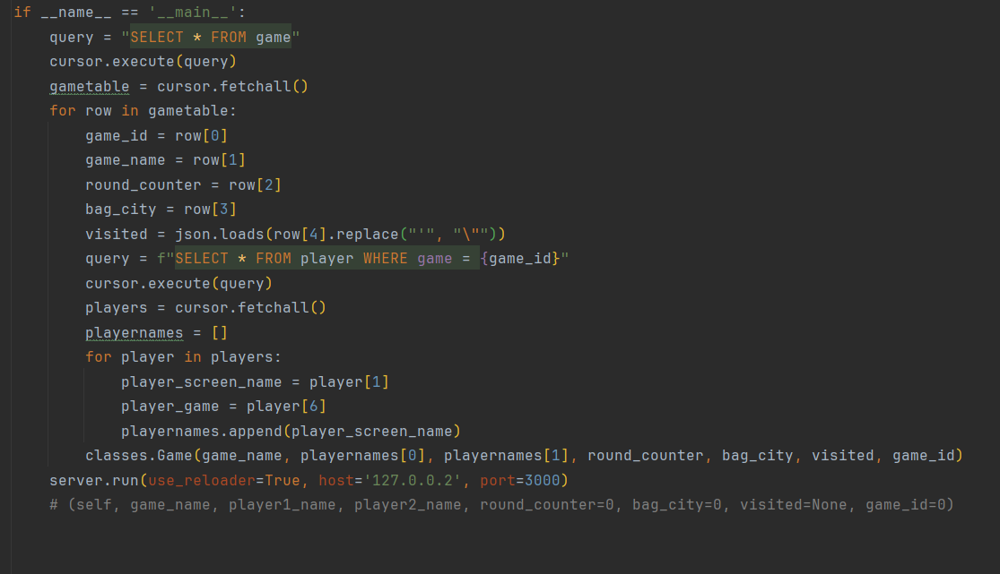 if __name__ == '__main__':
    query = "SELECT * FROM game"
    cursor.execute(query)
    gametable = cursor.fetchall()
    for row in gametable:
        game_id = row[0]
        game_name = row[1]
        round_counter = row[2]
        bag_city = row[3]
        visited = json.loads(row[4].replace("'", "\""))
        query = f"SELECT * FROM player WHERE game = {game_id}"
        cursor.execute(query)
        players = cursor.fetchall()
        playernames = []
        for player in players:
            player_screen_name = player[1]
            player_game = player[6]
            playernames.append(player_screen_name)
        classes.Game(game_name, playernames[0], playernames[1], round_counter, bag_city, visited, game_id)
    server.run(use_reloader=True, host='127.0.0.2', port=3000)
    # (self, game_name, player1_name, player2_name, round_counter=0, bag_city=0, visited=None, game_id=0)